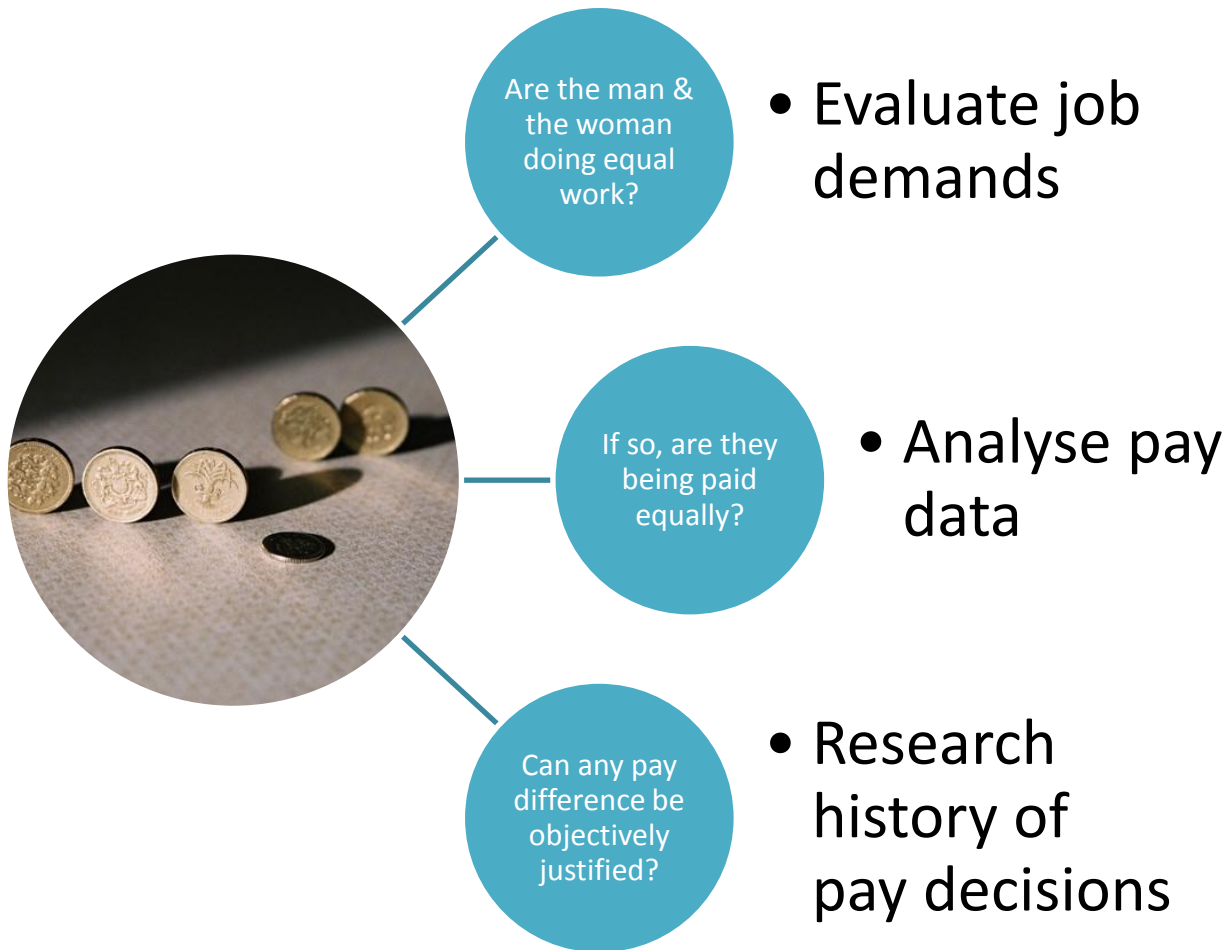 Are the man &
the woman
doing equal
work?
• Evaluate job
demands
If so, are they
being paid
equally?
• Analyse pay
data
Can any pay
difference be
objectively
justified?
• Research
history of
pay decisions